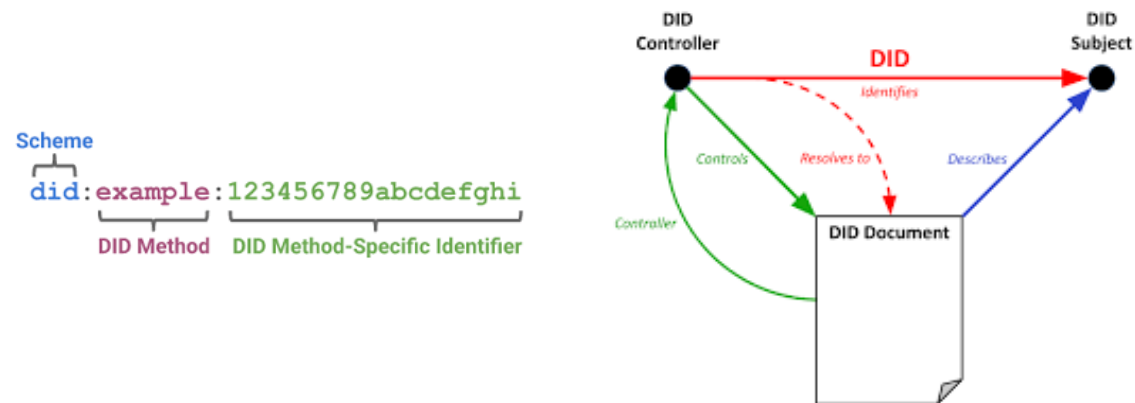 Scheme
did:example:123456789abcdefghi
DID Method
DID Method-Specific Identifier
DID
Controller
DID
Subject
DID
Identifies
Controls
Resolves to
Describes
Controller
DID Document